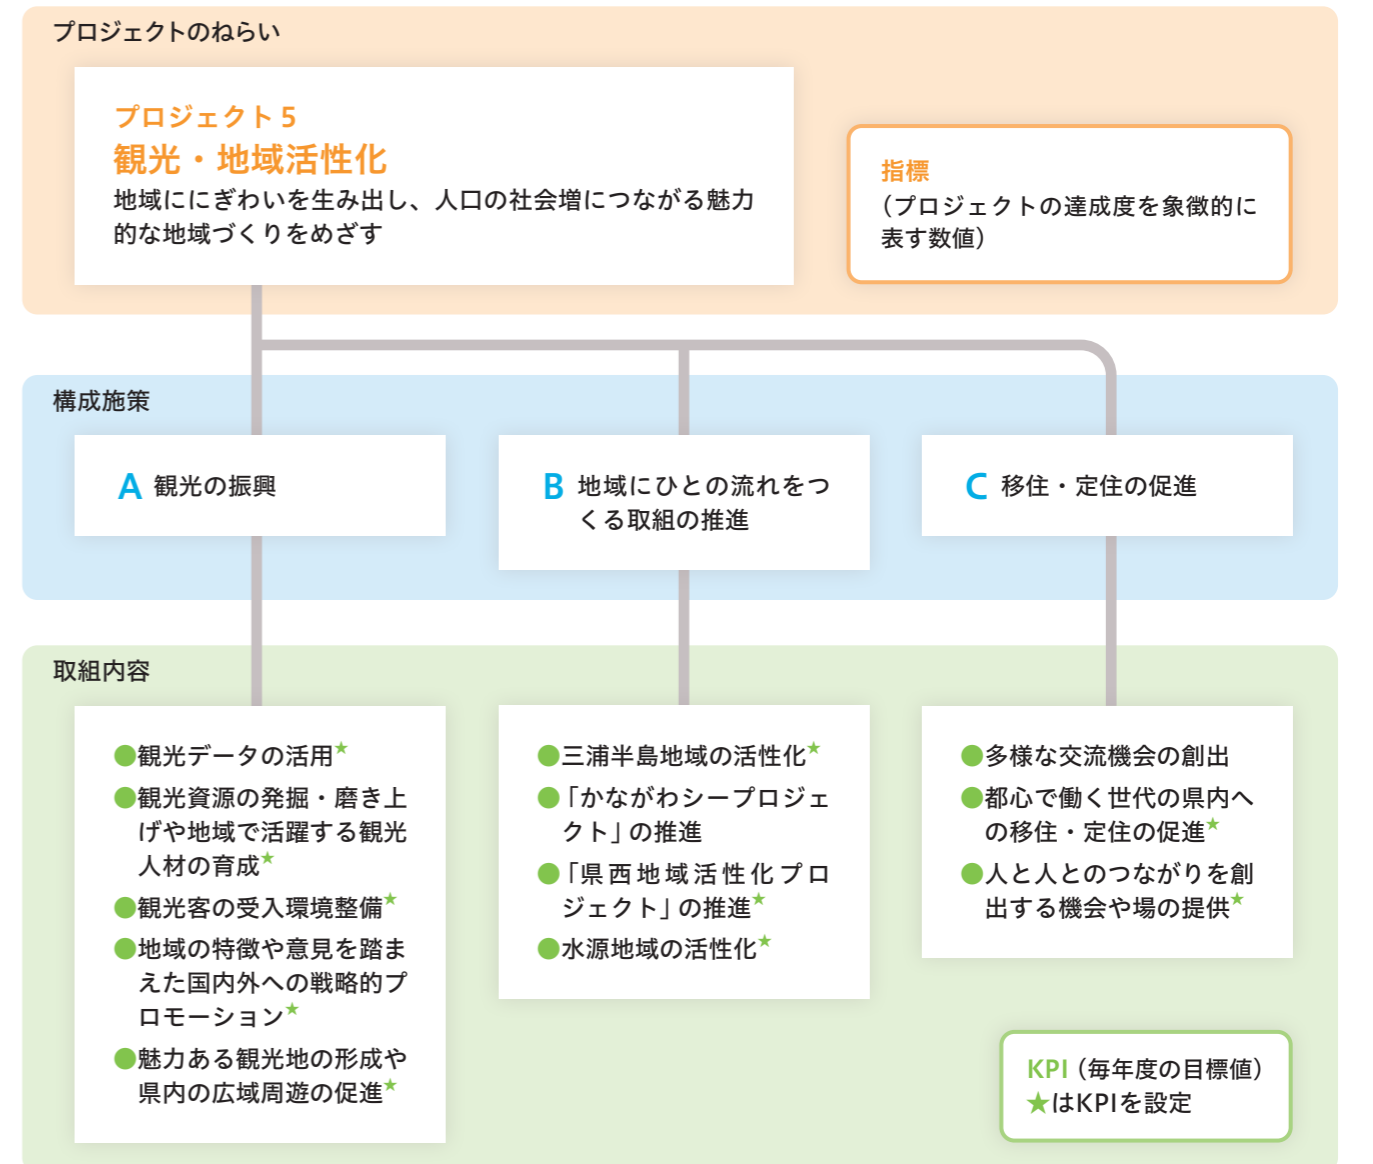 プロジェクトのねらい
プロジェクト 5
観光・地域活性化
地域ににぎわいを生み出し、人口の社会増につながる魅力
的な地域づくりをめざす
指標
（プロジェクトの達成度を象徴的に
表す数値）
構成施策
A 観光の振興
B 地域にひとの流れをつ
くる取組の推進
C 移住・定住の促進
取組内容
●観光データの活用★
●観光資源の発掘・磨き上
げや地域で活躍する観光
人材の育成★
●観光客の受入環境整備★
●地域の特徴や意見を踏ま
えた国内外への戦略的プ
ロモーション★
●魅力ある観光地の形成や
県内の広域周遊の促進★
●三浦半島地域の活性化★
●「かながわシープロジェ
クト」の推進
●「県西地域活性化プロ
ジェクト」の推進★
●水源地域の活性化★
●多様な交流機会の創出
●都心で働く世代の県内へ
の移住・定住の促進★
●人と人とのつながりを創
出する機会や場の提供★
KPI（毎年度の目標値）
★はKPIを設定